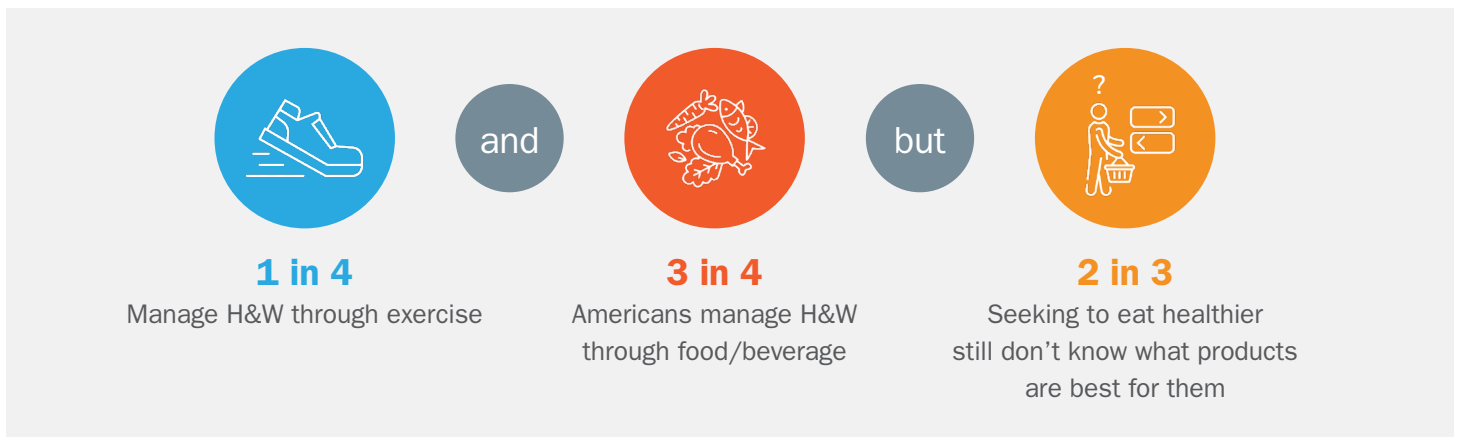 and
but
?
1 in 4
Manage H&W through exercise
3 in 4
Americans manage H&W
through food/beverage
2 in 3
Seeking to eat healthier
still don’t know what products
are best for them